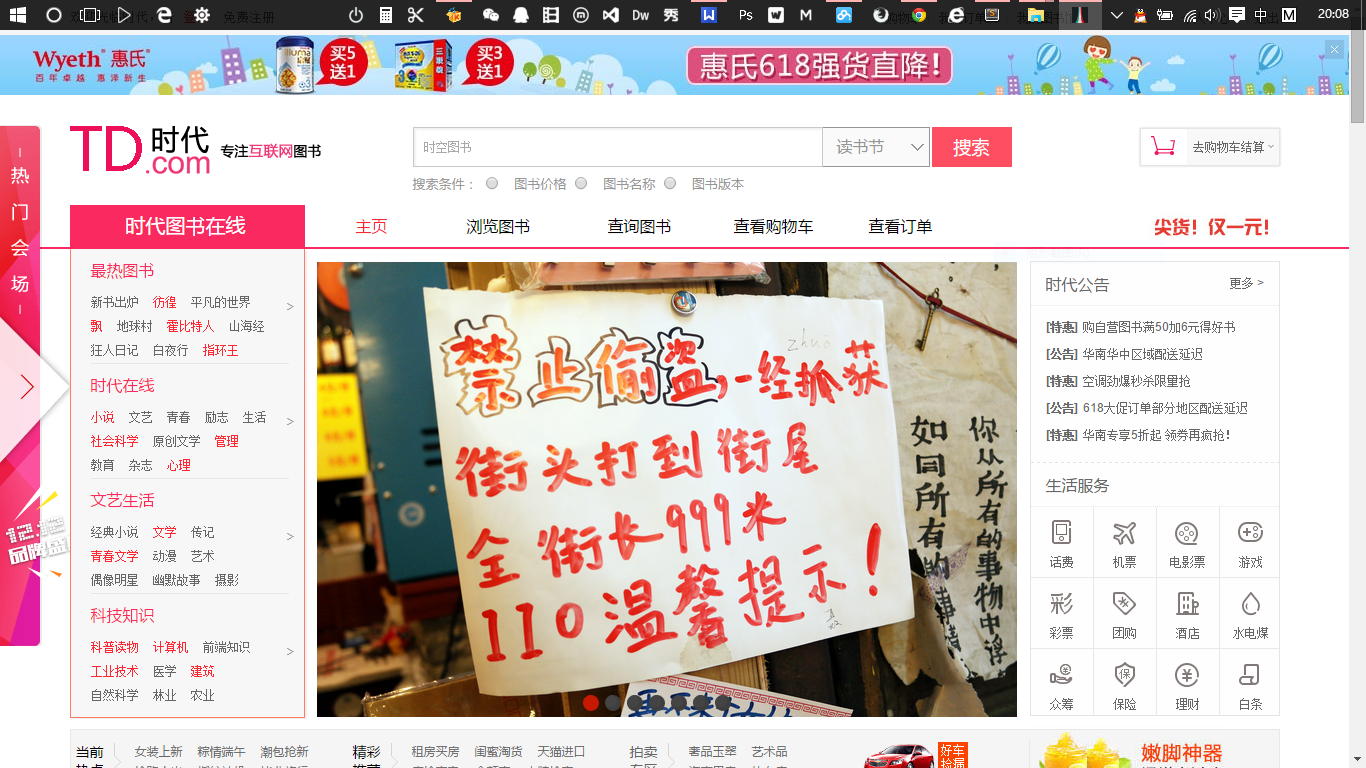 免费注册
20:08
Wyeth 惠氏
百年卓越 惠泽新生
买5送1
买3送1
惠氏618强货直降!
TD时代.com
专注互联网图书
时空图书
读书节
搜索
去购物车结算
搜索条件: 图书价格 图书名称 图书版本
热门会场
时代图书在线
主页 浏览图书 查询图书 查看购物车 查看订单
尖货!仅一元!
最热图书
新书出炉 彷徨 平凡的世界 >
飘 地球村 霍比特人 山海经
狂人日记 白夜行 指环王
时代在线
小说 文艺 青春 励志 生活 >
社会科学 原创文学 管理
教育 杂志 心理
文艺生活
经典小说 文学 传记 >
青春文学 动漫 艺术
偶像明星 幽默故事 摄影
科技知识
科普读物 计算机 前端知识 >
工业技术 医学 建筑
自然科学 林业 农业
12.12
品牌盛
禁止偷盗,一经抓获
zhuō
街头打到街尾
全街长999米
110温馨提示!
你从所有的事物中浮
如同所有的事情
时代公告 更多 >
[特惠] 购自营图书满50加6元得好书
[公告] 华南华中区域配送延迟
[特惠] 空调劲爆秒杀限量抢
[公告] 618大促订单部分地区配送延迟
[特惠] 华南专享5折起 领券再疯抢!
生活服务
话费 机票 电影票 游戏
彩票 团购 酒店 水电煤
众筹 保险 理财 白条
当前 女装上新 粽情端午 潮包抢新
精彩 租房买房 闺蜜淘货 天猫进口
拍卖 奢品玉翠 艺术品
好车
捡漏
嫩脚神器